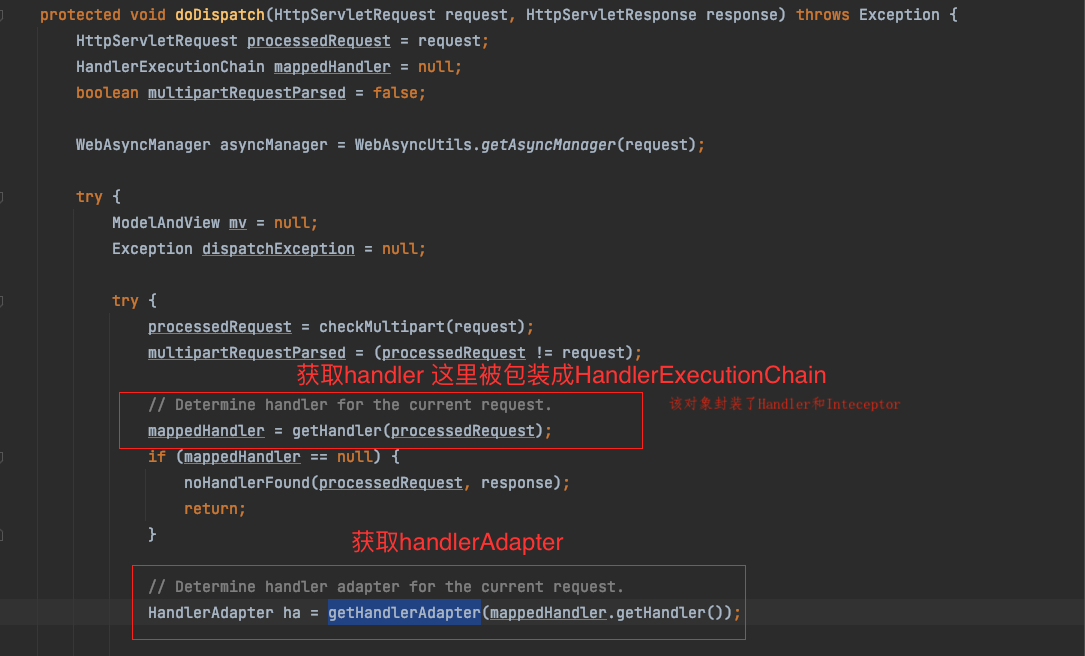 protected void doDispatch(HttpServletRequest request, HttpServletResponse response) throws Exception {
HttpServletRequest processedRequest = request;
HandlerExecutionChain mappedHandler = null;
boolean multipartRequestParsed = false;
WebAsyncManager asyncManager = WebAsyncUtils.getAsyncManager(request);
try {
ModelAndView mv = null;
Exception dispatchException = null;
try {
processedRequest = checkMultipart(request);
multipartRequestParsed = (processedRequest != request);
获取handler 这里被包装成HandlerExecutionChain
// Determine handler for the current request.
该对象封装了Handler和Inteceptor
mappedHandler = getHandler(processedRequest);
if (mappedHandler == null) {
noHandlerFound(processedRequest, response);
return;
}
获取handlerAdapter
// Determine handler adapter for the current request.
HandlerAdapter ha = getHandlerAdapter(mappedHandler.getHandler());